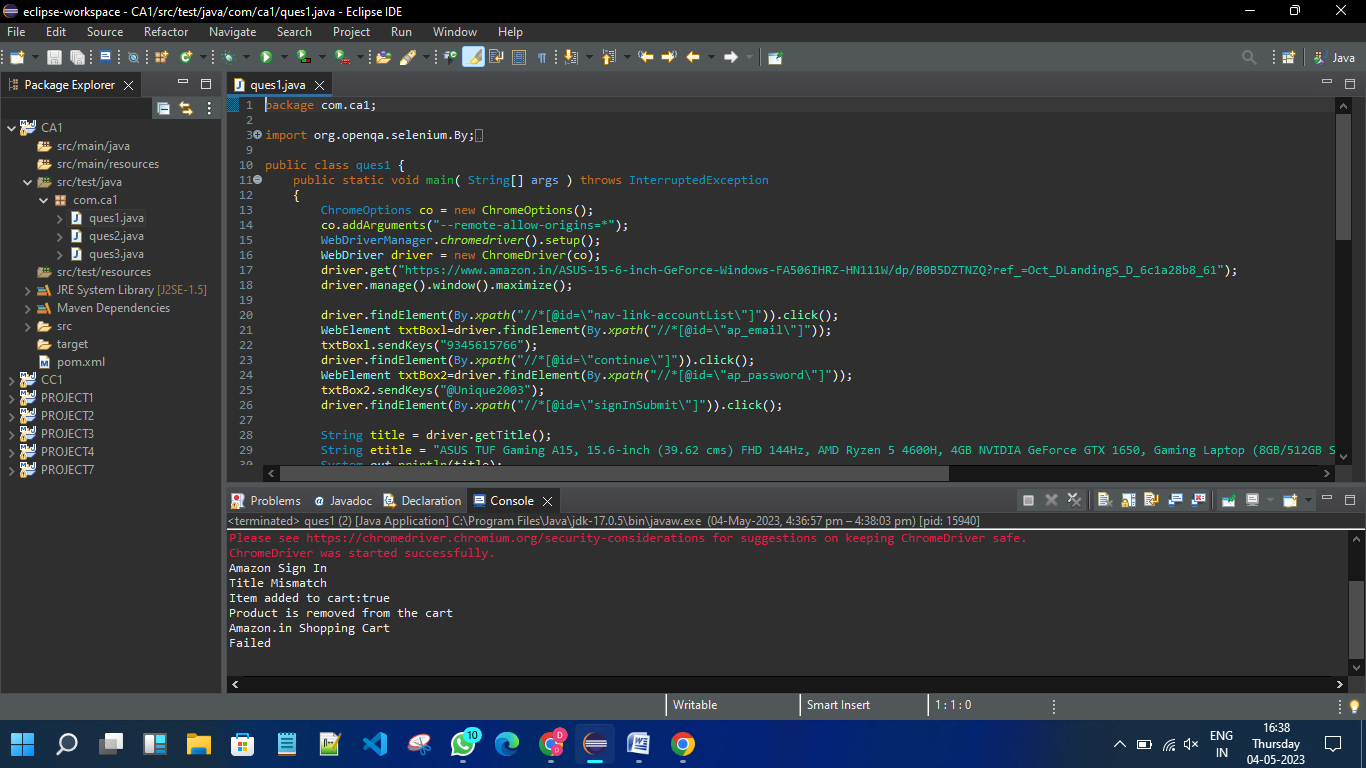 eclipse-workspace - CA1/src/test/java/com/ca1/ques1.java - Eclipse IDE
File Edit Source Refactor Navigate Search Project Run Window Help
Java
Package Explorer
CA1
src/main/java
src/main/resources
src/test/java
com.ca1
ques1.java
ques2.java
ques3.java
src/test/resources
JRE System Library [J2SE-1.5]
Maven Dependencies
src
target
pom.xml
CC1
PROJECT1
PROJECT2
PROJECT3
PROJECT4
PROJECT7
ques1.java
1 package com.ca1;
2
3 import org.openqa.selenium.By;
9
10 public class ques1 {
11 public static void main( String[] args ) throws InterruptedException
12 {
13 ChromeOptions co = new ChromeOptions();
14 co.addArguments("--remote-allow-origins=*");
15 WebDriverManager.chromedriver().setup();
16 WebDriver driver = new ChromeDriver(co);
17 driver.get("https://www.amazon.in/ASUS-15-6-inch-GeForce-Windows-FA506IHRZ-HN111W/dp/B0B5DZTNZQ?ref_=Oct_DLandingS_D_6c1a28b8_61");
18 driver.manage().window().maximize();
19
20 driver.findElement(By.xpath("//*[@id=\"nav-link-accountList\"]")).click();
21 WebElement txtBoxl=driver.findElement(By.xpath("//*[@id=\"ap_email\"]"));
22 txtBoxl.sendKeys("9345615766");
23 driver.findElement(By.xpath("//*[@id=\"continue\"]")).click();
24 WebElement txtBox2=driver.findElement(By.xpath("//*[@id=\"ap_password\"]"));
25 txtBox2.sendKeys("@Unique2003");
26 driver.findElement(By.xpath("//*[@id=\"signInSubmit\"]")).click();
27
28 String title = driver.getTitle();
29 String etitle = "ASUS TUF Gaming A15, 15.6-inch (39.62 cms) FHD 144Hz, AMD Ryzen 5 4600H, 4GB NVIDIA GeForce GTX 1650, Gaming Laptop (8GB/512GB S
30 System.out.println(title);
Problems Javadoc Declaration Console
<terminated> ques1 (2) [Java Application] C:\Program Files\Java\jdk-17.0.5\bin\javaw.exe (04-May-2023, 4:36:57 pm – 4:38:03 pm) [pid: 15940]
Please see https://chromedriver.chromium.org/security-considerations for suggestions on keeping ChromeDriver safe.
ChromeDriver was started successfully.
Amazon Sign In
Title Mismatch
Item added to cart:true
Product is removed from the cart
Amazon.in Shopping Cart
Failed
Writable Smart Insert 1 : 1 : 0
10
D
D
ENG
IN
16:38
Thursday
04-05-2023